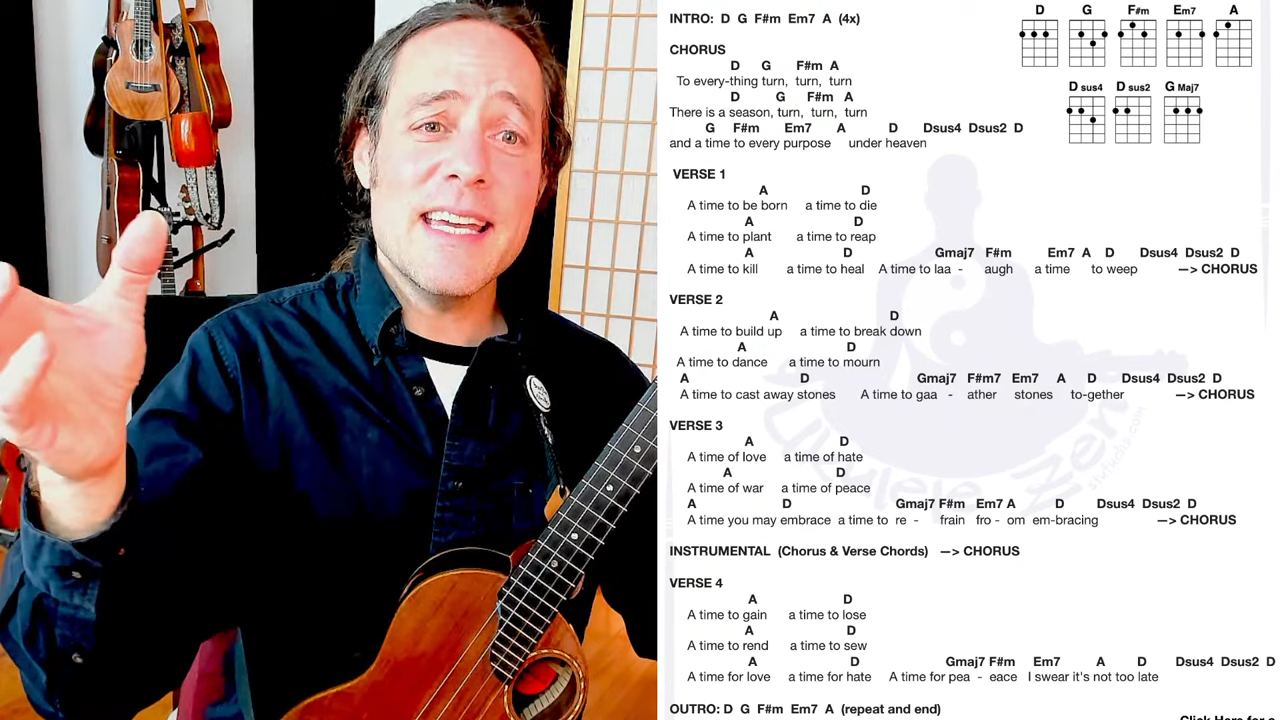 INTRO: D G F#m Em7 A (4x)
D G F#m Em7 A
CHORUS
D G F#m A
To every-thing turn, turn, turn
D sus4 D sus2 G Maj7
D G F#m A
There is a season, turn, turn, turn
G F#m Em7 A D Dsus4 Dsus2 D
and a time to every purpose under heaven
VERSE 1
A D
A time to be born a time to die
A D
A time to plant a time to reap
A D Gmaj7 F#m Em7 A D Dsus4 Dsus2 D
A time to kill a time to heal A time to laa - augh a time to weep —> CHORUS
VERSE 2
A D
A time to build up a time to break down
A D
A time to dance a time to mourn
A D Gmaj7 F#m7 Em7 A D Dsus4 Dsus2 D
A time to cast away stones A time to gaa - ather stones to-gether —> CHORUS
VERSE 3
A D
A time of love a time of hate
A D
A time of war a time of peace
A D Gmaj7 F#m Em7 A D Dsus4 Dsus2 D
A time you may embrace a time to re - frain fro - om em-bracing —> CHORUS
INSTRUMENTAL (Chorus & Verse Chords) —> CHORUS
VERSE 4
A D
A time to gain a time to lose
A D
A time to rend a time to sew
A D Gmaj7 F#m Em7 A D Dsus4 Dsus2 D
A time for love a time for hate A time for pea - eace I swear it's not too late
OUTRO: D G F#m Em7 A (repeat and end)
Ukulele Zen